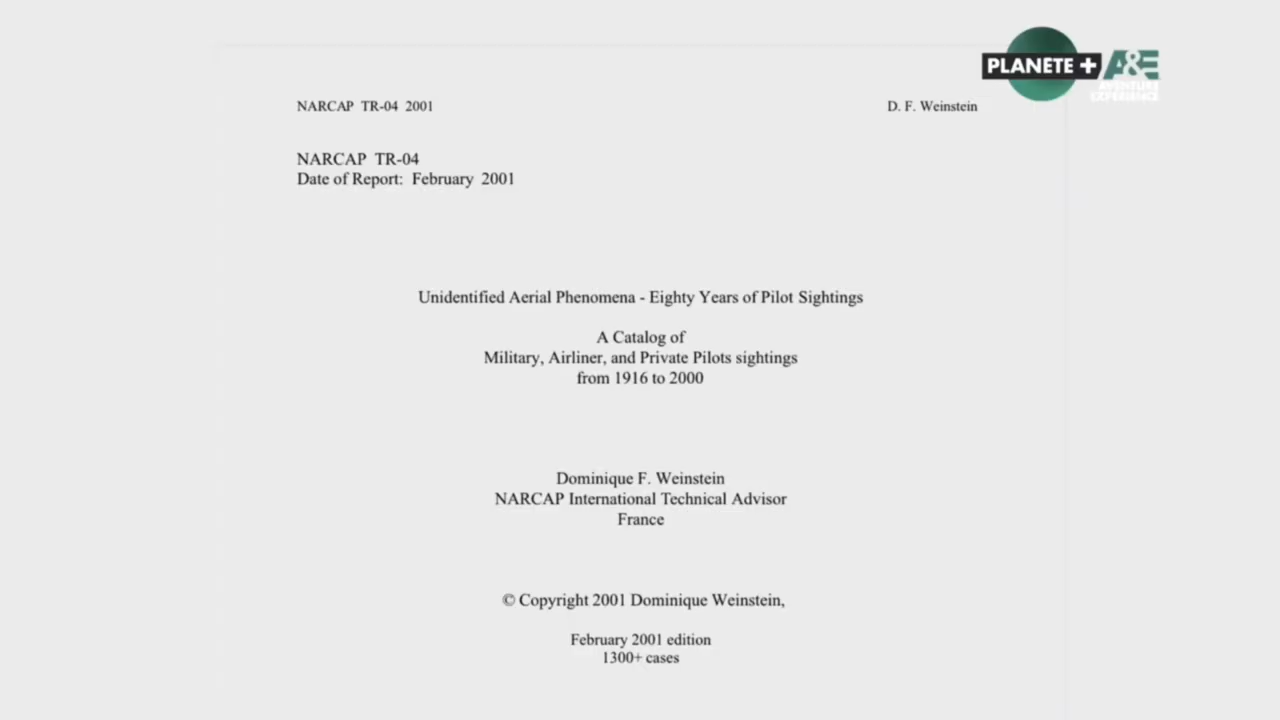 PLANETE +
A&E
AVENTURE
EXPERIENCE
NARCAP TR-04 2001
D. F. Weinstein
NARCAP TR-04
Date of Report: February 2001
Unidentified Aerial Phenomena - Eighty Years of Pilot Sightings
A Catalog of
Military, Airliner, and Private Pilots sightings
from 1916 to 2000
Dominique F. Weinstein
NARCAP International Technical Advisor
France
© Copyright 2001 Dominique Weinstein,
February 2001 edition
1300+ cases